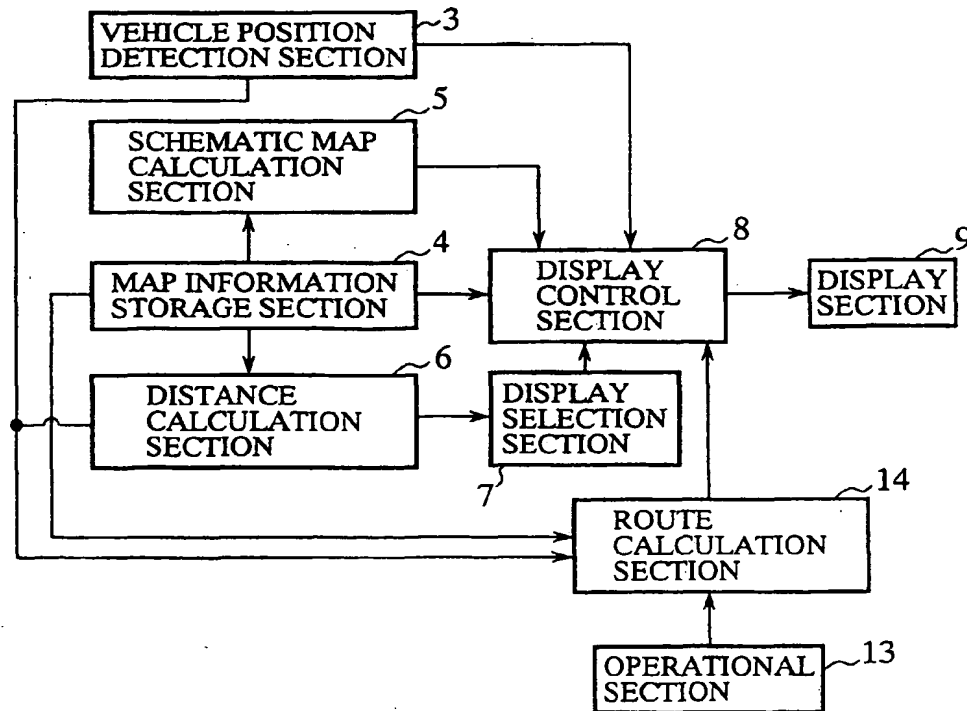 VEHICLE POSITION
DETECTION SECTION
3
SCHEMATIC MAP
CALCULATION
SECTION
5
MAP INFORMATION
STORAGE SECTION
4
DISPLAY
CONTROL
SECTION
8
DISPLAY
SECTION
9
DISTANCE
CALCULATION
SECTION
6
DISPLAY
SELECTION
SECTION
7
ROUTE
CALCULATION
SECTION
14
OPERATIONAL
SECTION
13